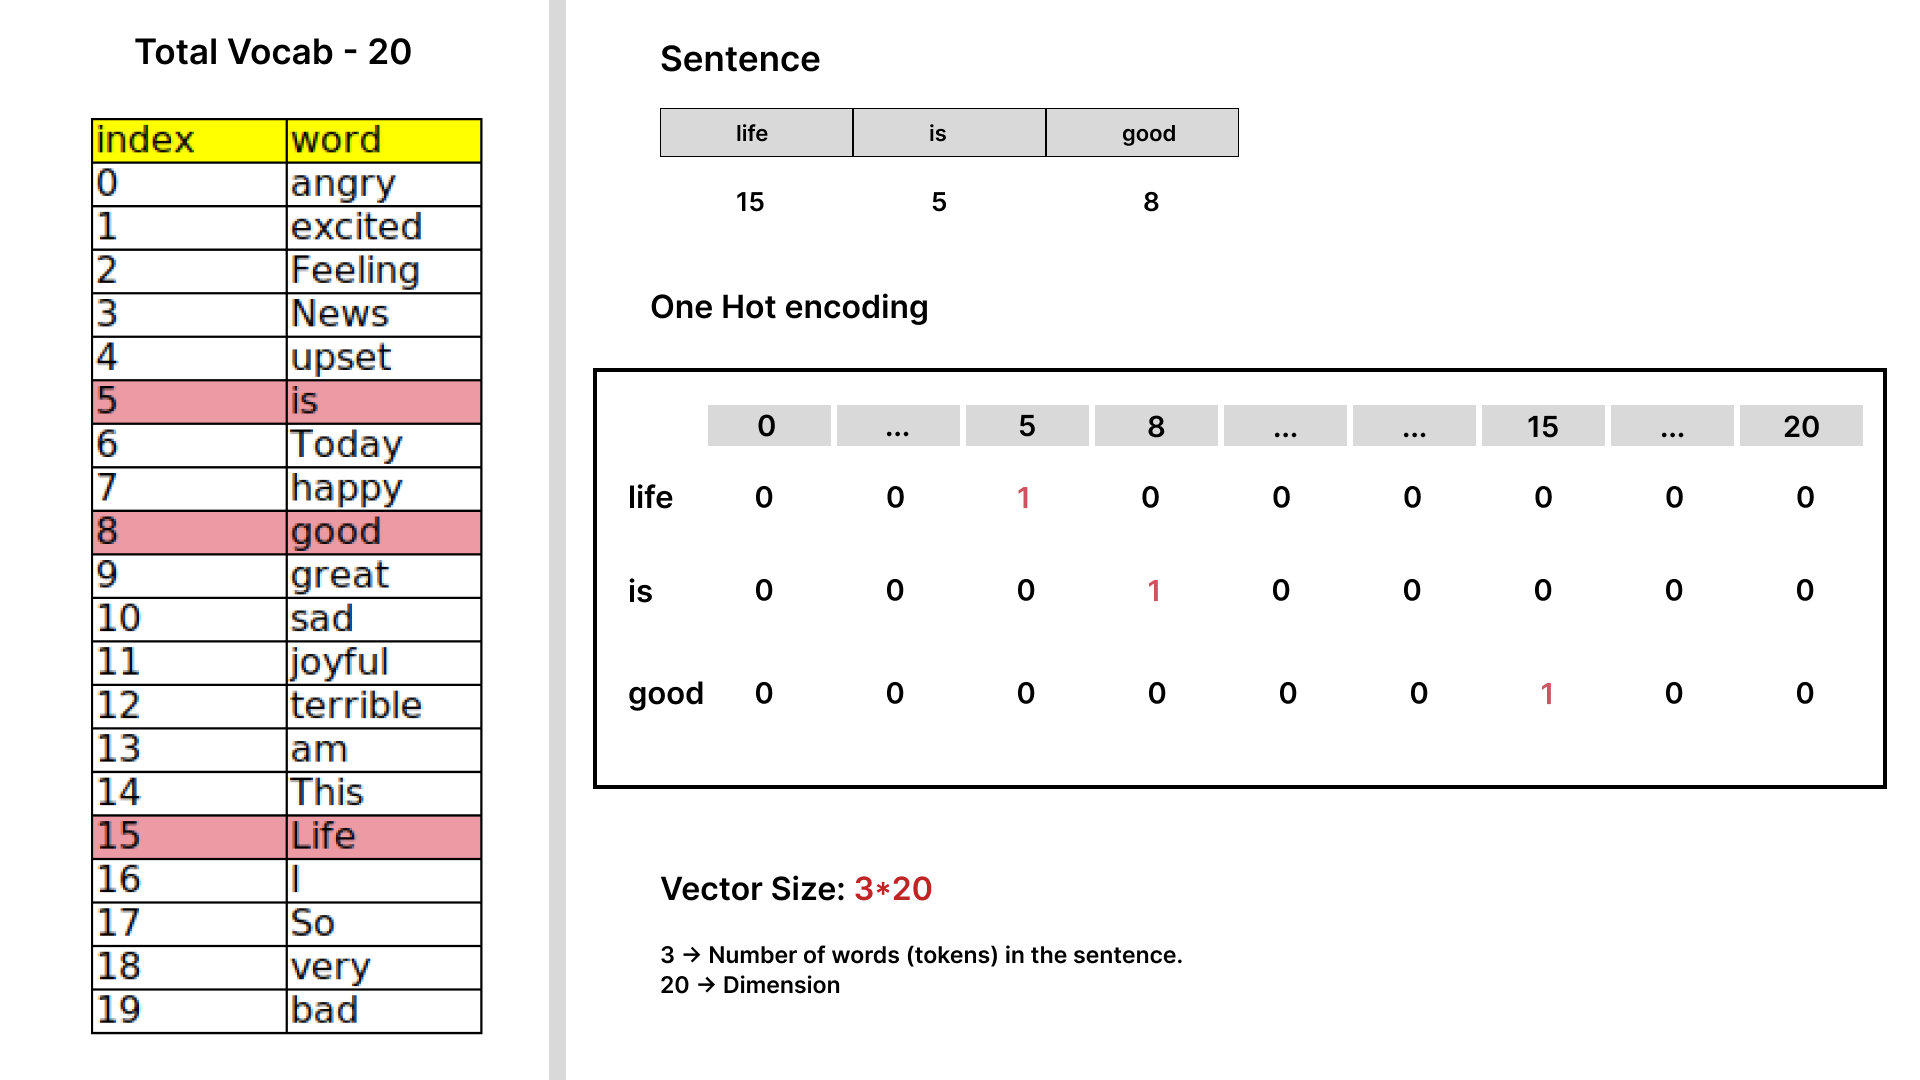 Total Vocab - 20
index word
0 angry
1 excited
2 Feeling
3 News
4 upset
5 is
6 Today
7 happy
8 good
9 great
10 sad
11 joyful
12 terrible
13 am
14 This
15 Life
16 I
17 So
18 very
19 bad
Sentence
life is good
15 5 8
One Hot encoding
0 ... 5 8 ... ... 15 ... 20
life 0 0 1 0 0 0 0 0 0
is 0 0 0 1 0 0 0 0 0
good 0 0 0 0 0 0 1 0 0
Vector Size: 3*20
3 → Number of words (tokens) in the sentence.
20 → Dimension